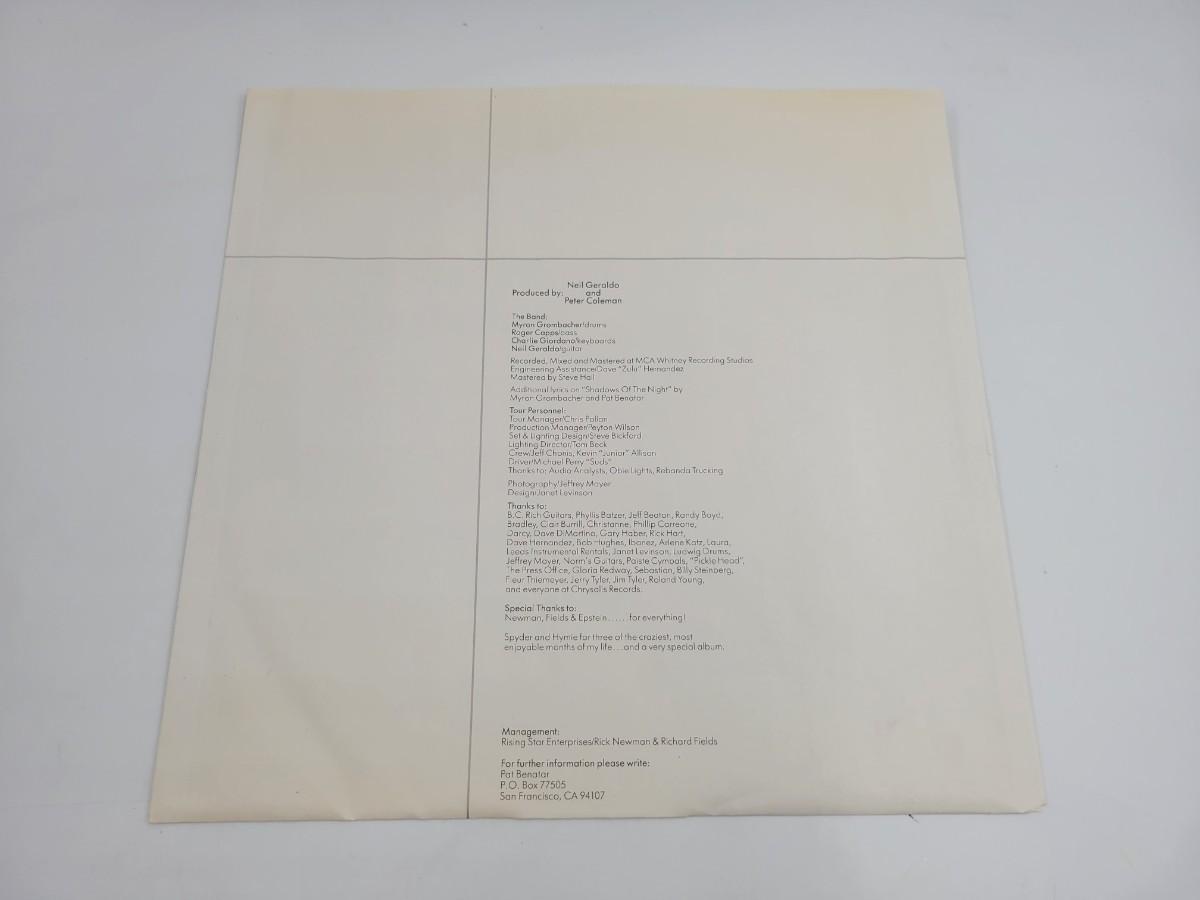 Neil Geraldo
Produced by: and
Peter Coleman
The Band:
Myron Grombacher/drums
Roger Capps/bass
Charlie Giordano/keyboards
Neil Geraldo/guitar
Recorded, Mixed and Mastered at MCA Whitney Recording Studios
Engineering Assistance/Dave "Zulu" Hernandez
Mastered by Steve Hall
Additional lyrics on "Shadows Of The Night" by
Myron Grombacher and Pat Benatar
Tour Personnel:
Tour Manager/Chris Pollan
Production Manager/Peyton Wilson
Set & Lighting Design/Steve Bickford
Lighting Director/Tom Beck
Crew/Jeff Chonis, Kevin "Junior" Allison
Driver/Michael Perry "Suds"
Thanks to: Audio Analysts, Obie Lights, Rebanda Trucking
Photography/Jeffrey Mayer
Design/Janet Levinson
Thanks to:
B.C. Rich Guitars, Phyllis Batzer, Jeff Beaton, Randy Boyd,
Bradley, Clair Burrill, Christanne, Phillip Carreone,
Darcy, Dave DiMartino, Gary Haber, Rick Hart,
Dave Hernandez, Bob Hughes, Ibanez, Arlene Katz, Laura,
Leeds Instrumental Rentals, Janet Levinson, Ludwig Drums,
Jeffrey Mayer, Norm's Guitars, Paiste Cymbals, "Pickle Head",
The Press Office, Gloria Redway, Sebastian, Billy Steinberg,
Fleur Thiemeyer, Jerry Tyler, Jim Tyler, Roland Young,
and everyone at Chrysalis Records.
Special Thanks to:
Newman, Fields & Epstein......for everything!
Spyder and Hymie for three of the craziest, most
enjoyable months of my life...and a very special album.
Management:
Rising Star Enterprises/Rick Newman & Richard Fields
For further information please write:
Pat Benatar
P.O. Box 77505
San Francisco, CA 94107